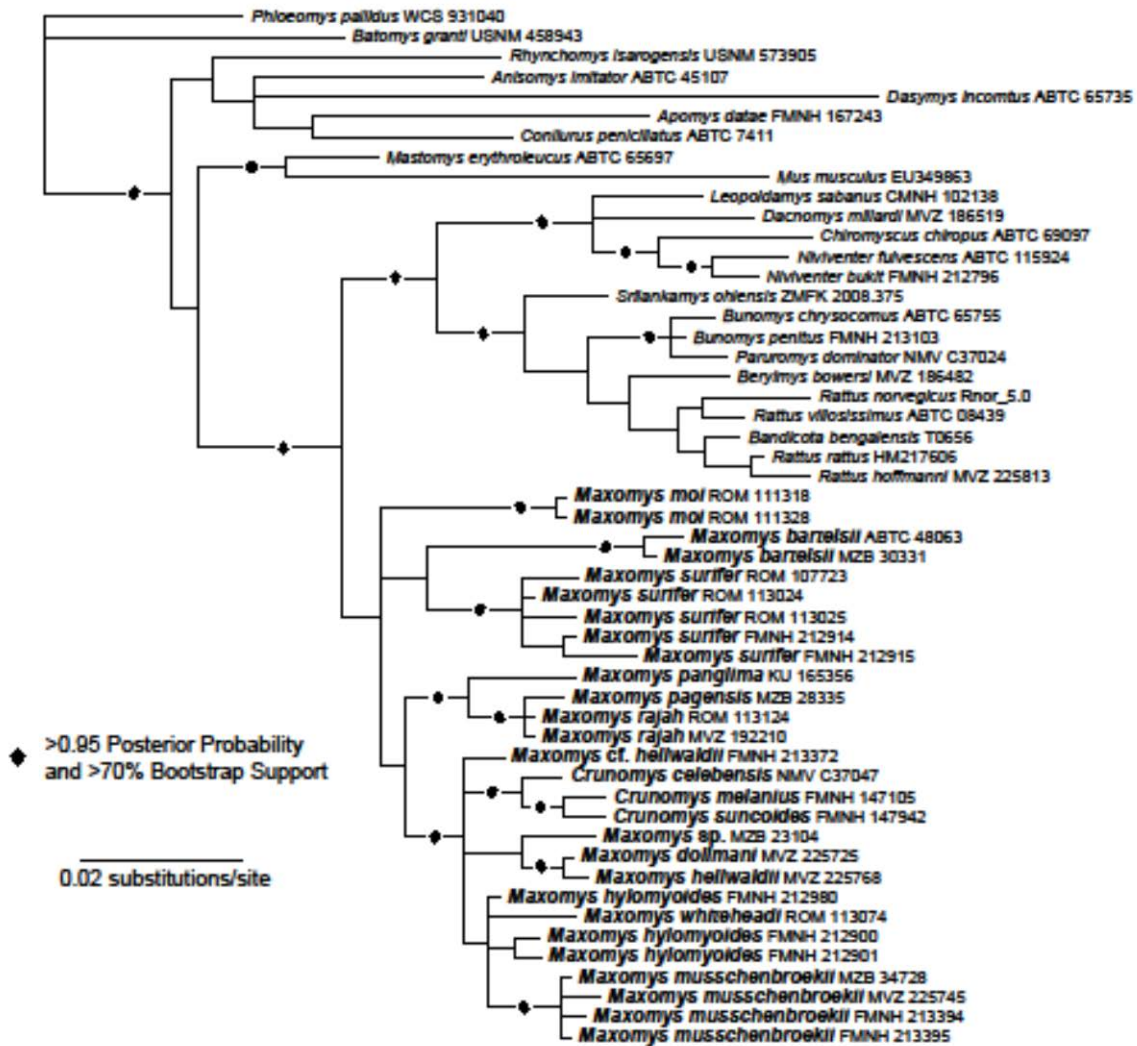 Phloeomys pallidus WCS 931040
Batomys granti USNM 458943
Rhynchomys isarogensis USNM 573905
Anisomys imitator ABTC 45107
Dasymys incomtus ABTC 65735
Apomys datae FMNH 167243
Conilurus penicillatus ABTC 7411
Mastomys erythroleucus ABTC 65697
Mus musculus EU349863
Leopoldamys sabanus CMNH 102138
Dacnomys millardi MVZ 186519
Chiromyscus chiropus ABTC 69097
Niviventer fulvescens ABTC 115924
Niviventer bukit FMNH 212796
Srilankamys ohiensis ZMFK 2008.375
Bunomys chrysocomus ABTC 65755
Bunomys penitus FMNH 213103
Paruromys dominator NMV C37024
Berylmys bowersi MVZ 186482
Rattus norvegicus Rnor_5.0
Rattus villosissimus ABTC 08439
Bandicota bengalensis T0656
Rattus rattus HM217606
Rattus hoffmanni MVZ 225813
Maxomys moi ROM 111318
Maxomys moi ROM 111328
Maxomys bartelsii ABTC 48063
Maxomys bartelsii MZB 30331
Maxomys surifer ROM 107723
Maxomys surifer ROM 113024
Maxomys surifer ROM 113025
Maxomys surifer FMNH 212914
Maxomys surifer FMNH 212915
Maxomys panglima KU 165356
Maxomys pagensis MZB 28335
Maxomys rajah ROM 113124
Maxomys rajah MVZ 192210
Maxomys cf. hellwaldii FMNH 213372
Crunomys celebensis NMV C37047
Crunomys melanius FMNH 147105
Crunomys suncoides FMNH 147942
Maxomys sp. MZB 23104
Maxomys dollmani MVZ 225725
Maxomys hellwaldii MVZ 225768
Maxomys hylomyoides FMNH 212980
Maxomys whiteheadi ROM 113074
Maxomys hylomyoides FMNH 212900
Maxomys hylomyoides FMNH 212901
Maxomys musschenbroekii MZB 34728
Maxomys musschenbroekii MVZ 225745
Maxomys musschenbroekii FMNH 213394
Maxomys musschenbroekii FMNH 213395
>0.95 Posterior Probability
and >70% Bootstrap Support
0.02 substitutions/site